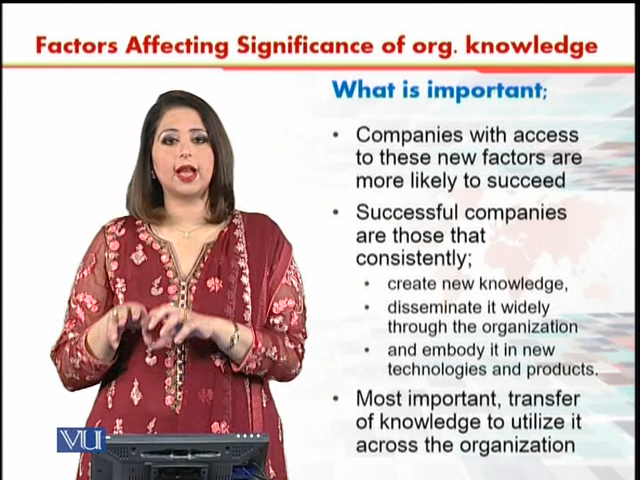 Factors Affecting Significance of org. knowledge
What is important;
• Companies with access
to these new factors are
more likely to succeed
• Successful companies
are those that
consistently;
• create new knowledge,
• disseminate it widely
through the organization
• and embody it in new
technologies and products.
• Most important, transfer
of knowledge to utilize it
across the organization
VU